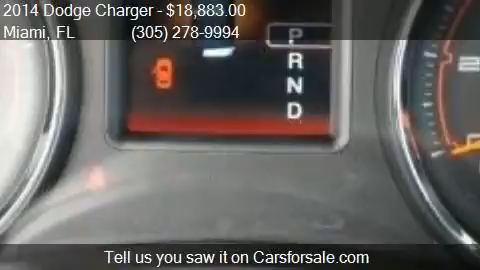 2014 Dodge Charger - $18,883.00
Miami, FL (305) 278-9994
P
R
N
D
Tell us you saw it on Carsforsale.com